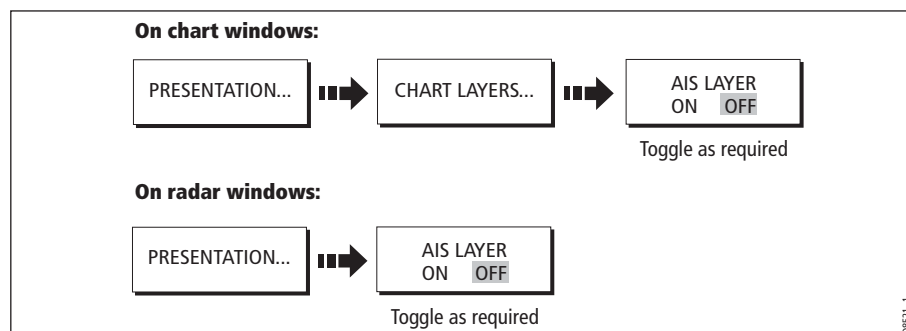 On chart windows:
PRESENTATION...
CHART LAYERS...
AIS LAYER
ON OFF
Toggle as required
On radar windows:
PRESENTATION...
AIS LAYER
ON OFF
Toggle as required